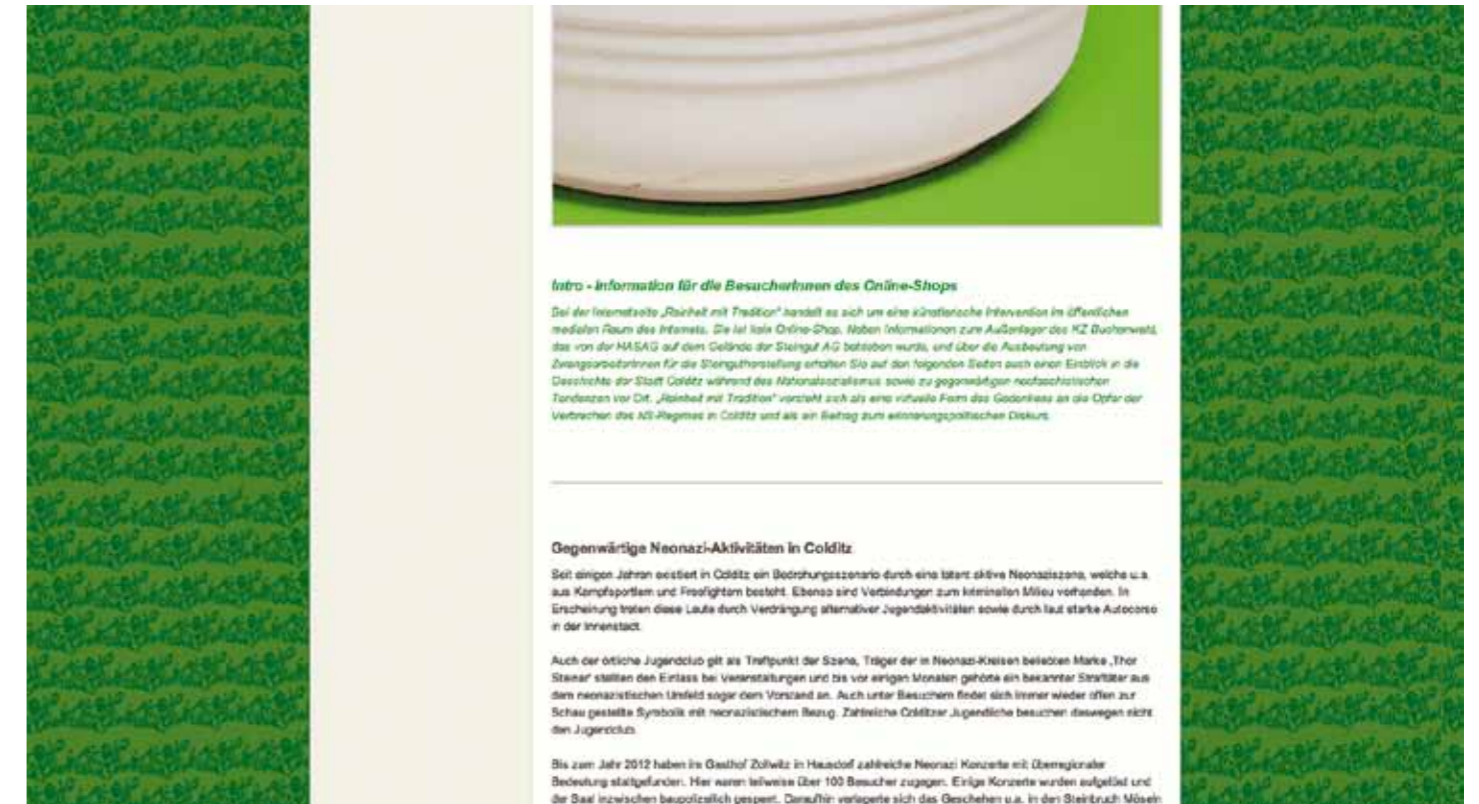 Intro - Information für die BesucherInnen des Online-Shops
Bei der Internetseite „Reinheit mit Tradition“ handelt es sich um eine künstlerische Intervention im öffentlichen
medialen Raum des Internets. Sie ist kein Online-Shop. Neben Informationen zum Außenlager des KZ Buchenwald,
das von der HASAG auf dem Gelände der Steingut AG betrieben wurde, und über die Ausbeutung von
ZwangsarbeiterInnen für die Steingutherstellung erhalten Sie auf den folgenden Seiten auch einen Einblick in die
Geschichte der Stadt Colditz während des Nationalsozialismus sowie zu gegenwärtigen neofaschistischen
Tendenzen vor Ort. „Reinheit mit Tradition“ versteht sich als eine virtuelle Form des Gedenkens an die Opfer der
Verbrechen des NS-Regimes in Colditz und als ein Beitrag zum erinnerungspolitischen Diskurs.
Gegenwärtige Neonazi-Aktivitäten in Colditz
Seit einigen Jahren existiert in Colditz ein Bedrohungsszenario durch eine latent aktive Neonaziszene, welche u.a.
aus Kampfsportlern und Freefightern besteht. Ebenso sind Verbindungen zum kriminellen Milieu vorhanden. In
Erscheinung treten diese Leute durch Verdrängung alternativer Jugendaktivitäten sowie durch laut starke Autocorso
in der Innenstadt.
Auch der örtliche Jugendclub gilt als Treffpunkt der Szene, Träger der in Neonazi-Kreisen beliebten Marke „Thor
Steinar“ stellten den Einlass bei Veranstaltungen und bis vor einigen Monaten gehörte ein bekannter Straftäter aus
dem neonazistischen Umfeld sogar dem Vorstand an. Auch unter Besuchern findet sich immer wieder offen zur
Schau gestellte Symbolik mit neonazistischem Bezug. Zahlreiche Colditzer Jugendliche besuchen deswegen nicht
den Jugendclub.
Bis zum Jahr 2012 haben im Gasthof Zollwitz in Hausdorf zahlreiche Neonazi Konzerte mit überregionaler
Bedeutung stattgefunden. Hier waren teilweise über 100 Besucher zugegen. Einige Konzerte wurden aufgelöst und
der Saal inzwischen baupolizeilich gesperrt. Daraufhin verlagerte sich das Geschehen u.a. in den Steinbruch Möseln